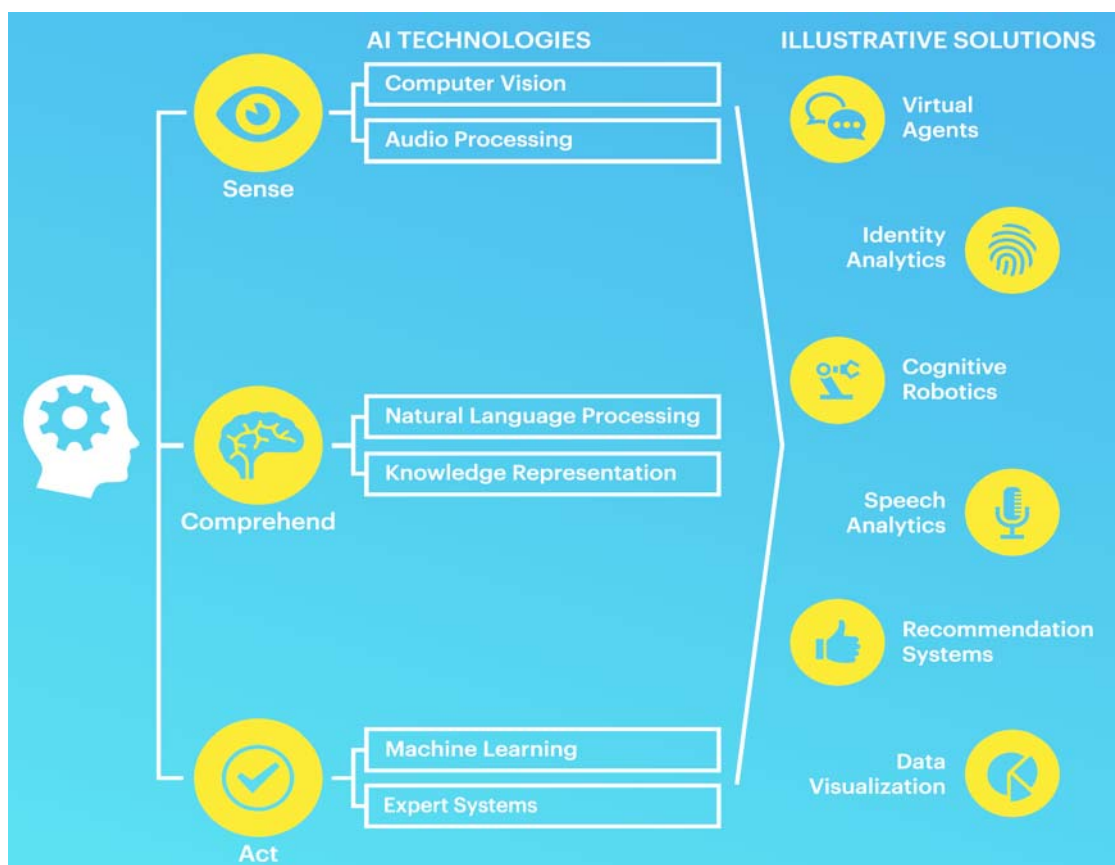 AI TECHNOLOGIES
Computer Vision
Audio Processing
Sense
Natural Language Processing
Knowledge Representation
Comprehend
Machine Learning
Expert Systems
Act
ILLUSTRATIVE SOLUTIONS
Virtual
Agents
Identity
Analytics
Cognitive
Robotics
Speech
Analytics
Recommendation
Systems
Data
Visualization